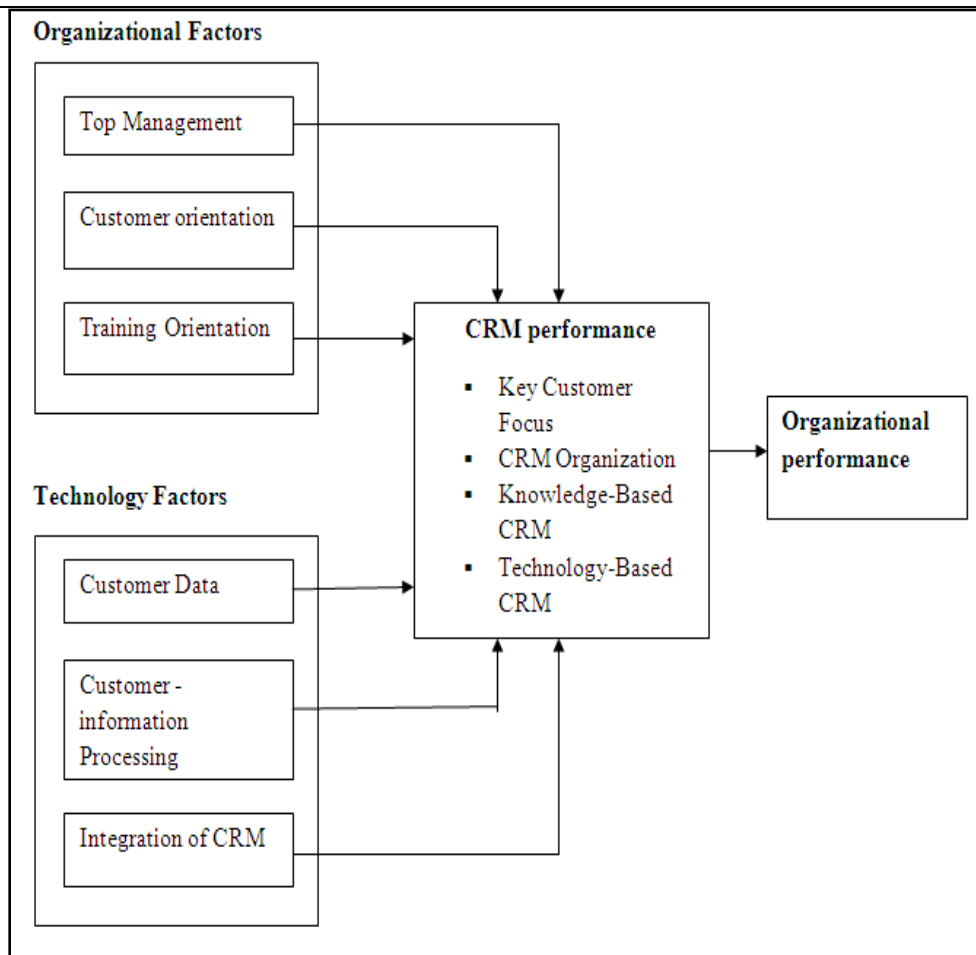 Organizational Factors
Top Management
Customer orientation
Training Orientation
Technology Factors
Customer Data
Customer -
information
Processing
Integration of CRM
CRM performance
▪ Key Customer
Focus
▪ CRM Organization
▪ Knowledge-Based
CRM
▪ Technology-Based
CRM
Organizational
performance